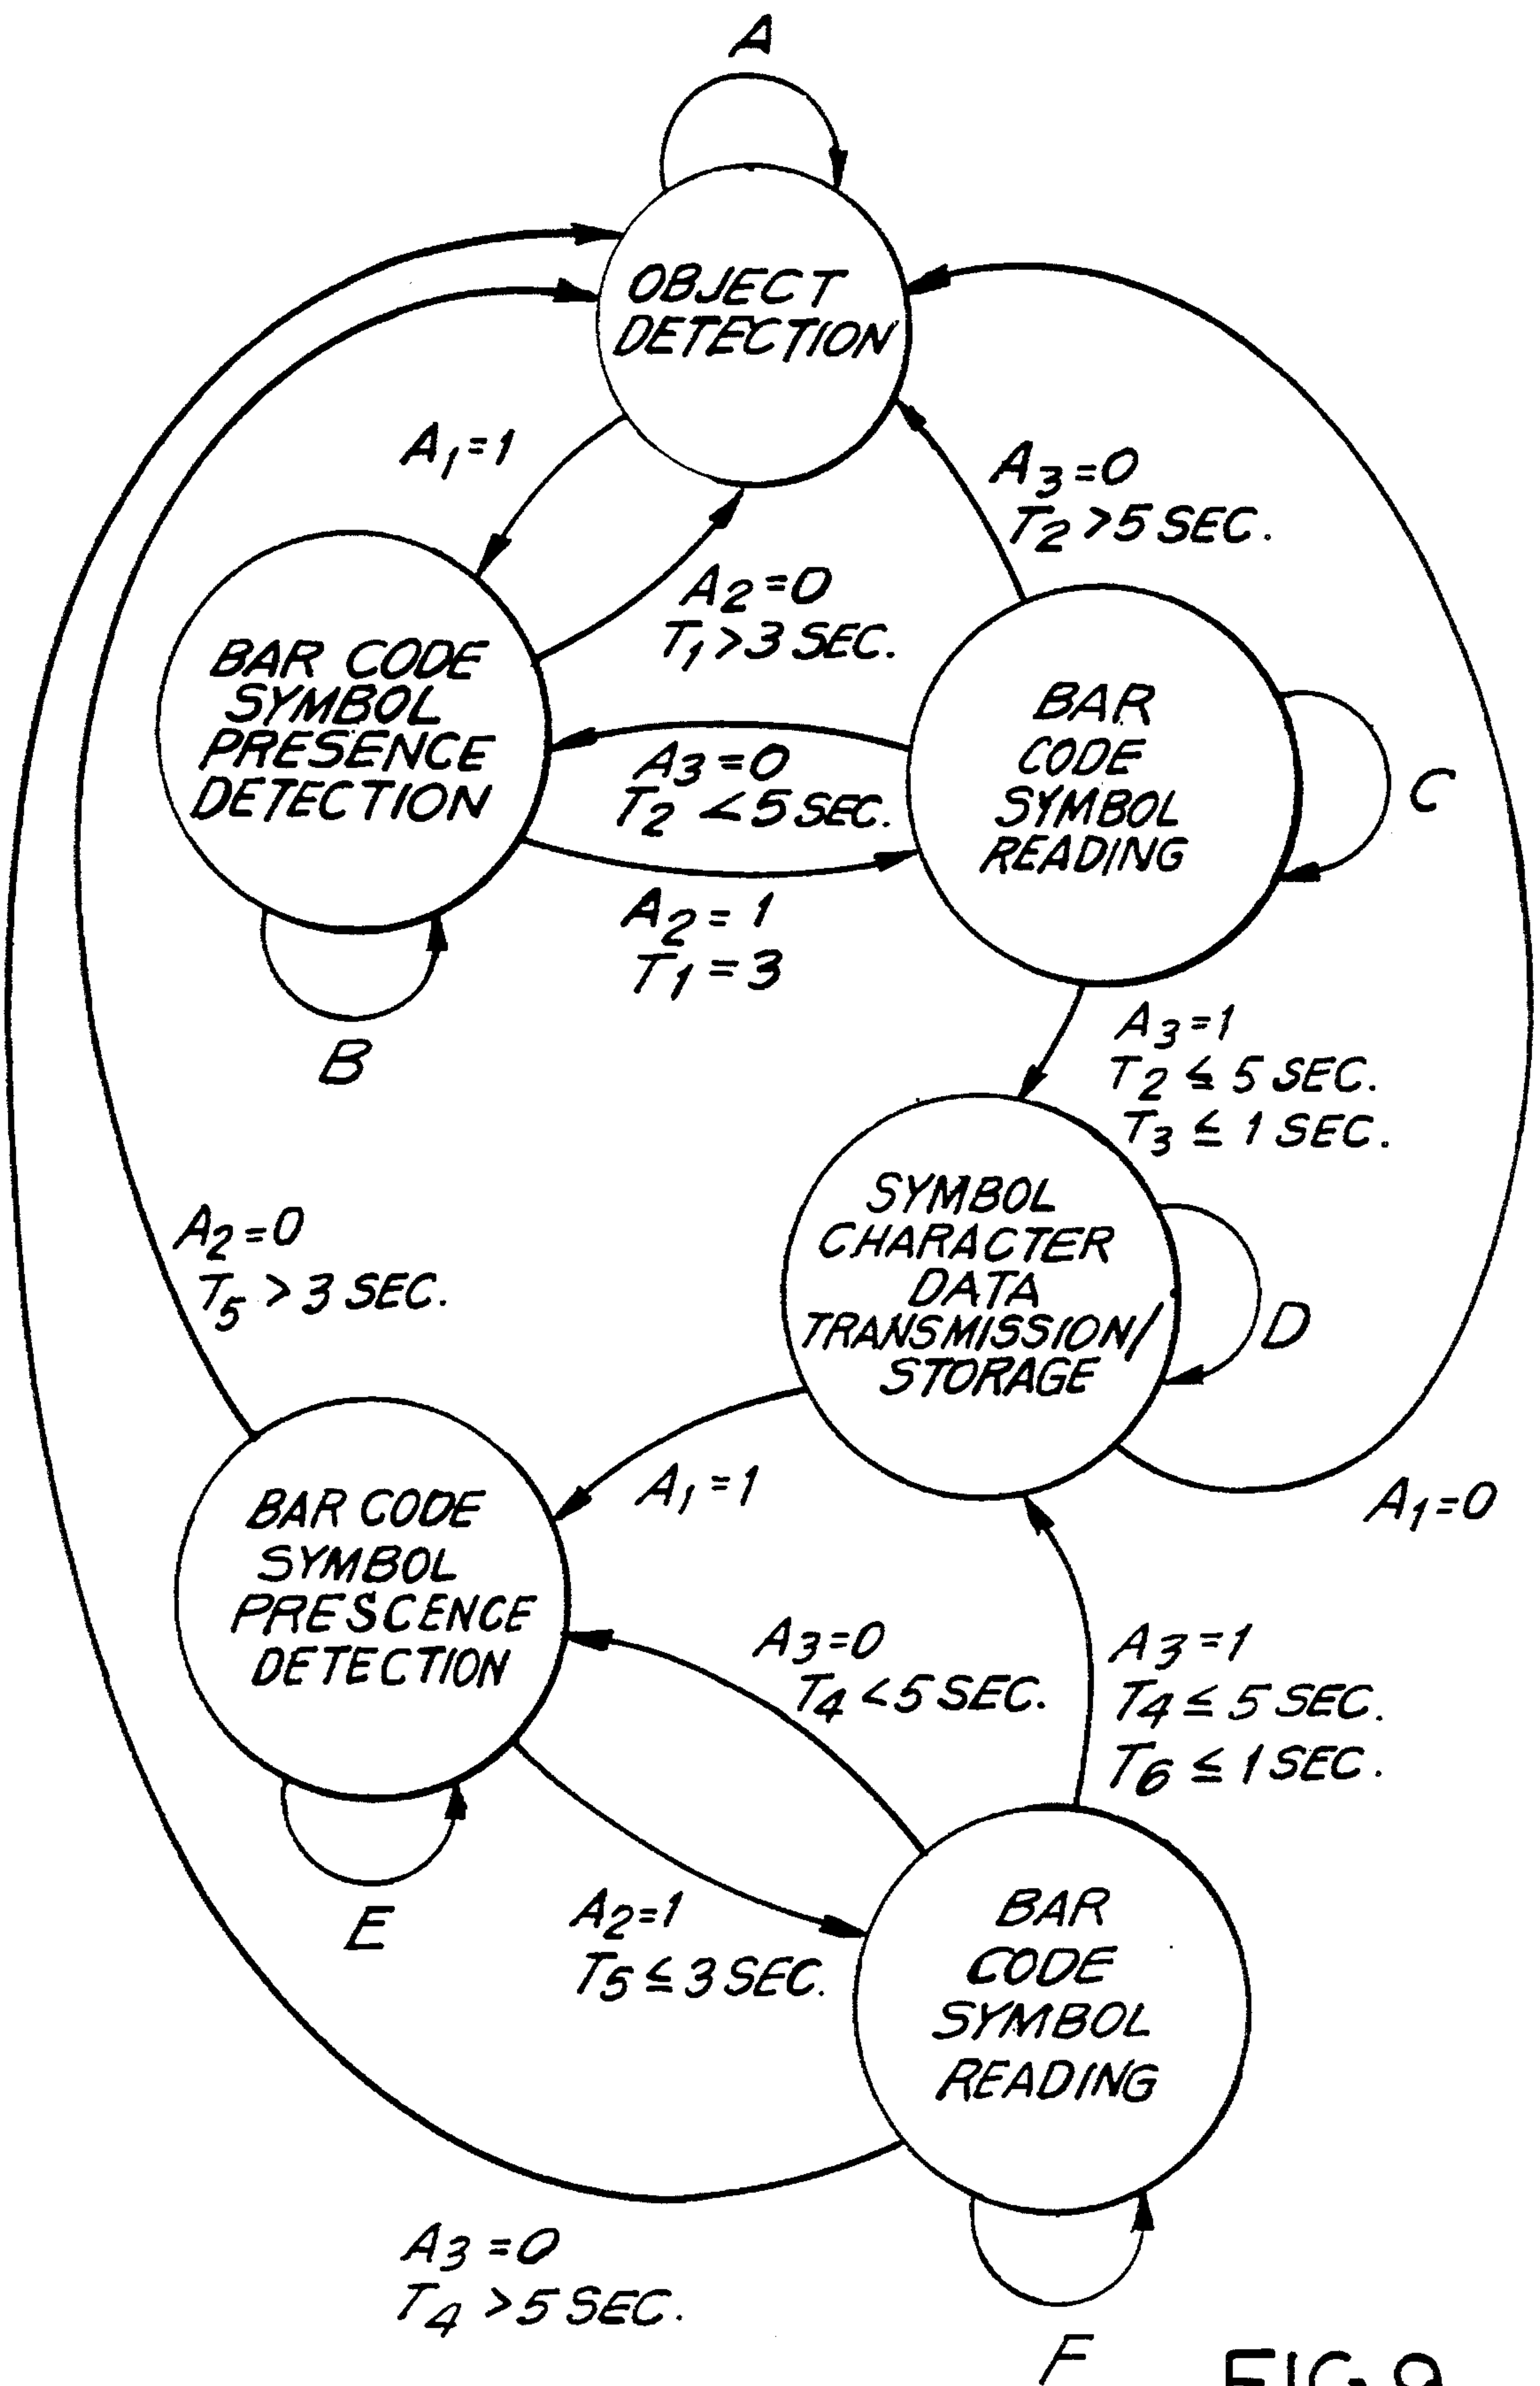 A
OBJECT
DETECTION
A₁=1
A₃=0
T₂>5 SEC.
A₂=0
T₁>3 SEC.
BAR CODE
SYMBOL
PRESENCE
DETECTION
BAR
CODE
SYMBOL
READING
C
A₃=0
T₂<5 SEC.
A₂=1
T₁=3
B
A₃=1
T₂≤5 SEC.
T₃≤1 SEC.
SYMBOL
CHARACTER
DATA
TRANSMISSION/
STORAGE
D
A₂=0
T₅>3 SEC.
A₁=1
A₁=0
BAR CODE
SYMBOL
PRESCENCE
DETECTION
A₃=0
T₄<5 SEC.
A₃=1
T₄≤5 SEC.
T₆≤1 SEC.
E
A₂=1
T₅≤3 SEC.
BAR
CODE
SYMBOL
READING
A₃=0
T₄>5 SEC.
F
FIG.9